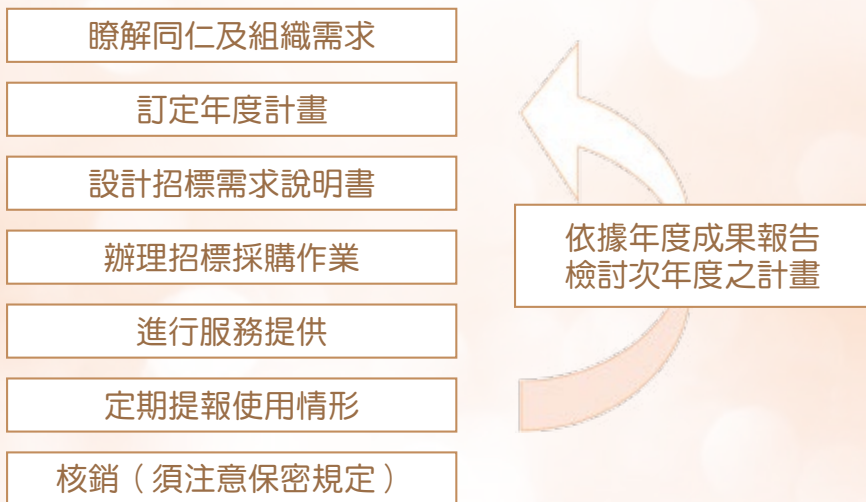 瞭解同仁及組織需求
訂定年度計畫
設計招標需求說明書
辦理招標採購作業
進行服務提供
定期提報使用情形
核銷（須注意保密規定）
依據年度成果報告
檢討次年度之計畫